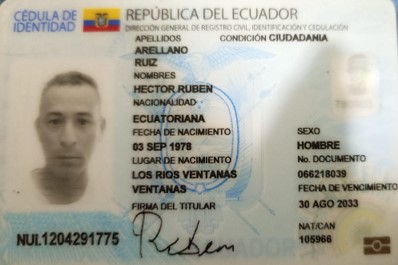 CÉDULA DE IDENTIDAD
REPÚBLICA DEL ECUADOR
DIRECCIÓN GENERAL DE REGISTRO CIVIL, IDENTIFICACIÓN Y CEDULACIÓN
APELLIDOS CONDICIÓN CIUDADANIA
ARELLANO
RUIZ
NOMBRES
HECTOR RUBEN
NACIONALIDAD
ECUATORIANA
FECHA DE NACIMIENTO SEXO
03 SEP 1978 HOMBRE
LUGAR DE NACIMIENTO No. DOCUMENTO
LOS RIOS VENTANAS 066218039
VENTANAS FECHA DE VENCIMIENTO
FIRMA DEL TITULAR 30 AGO 2033
NAT/CAN
NUI.1204291775 105966
Ruben